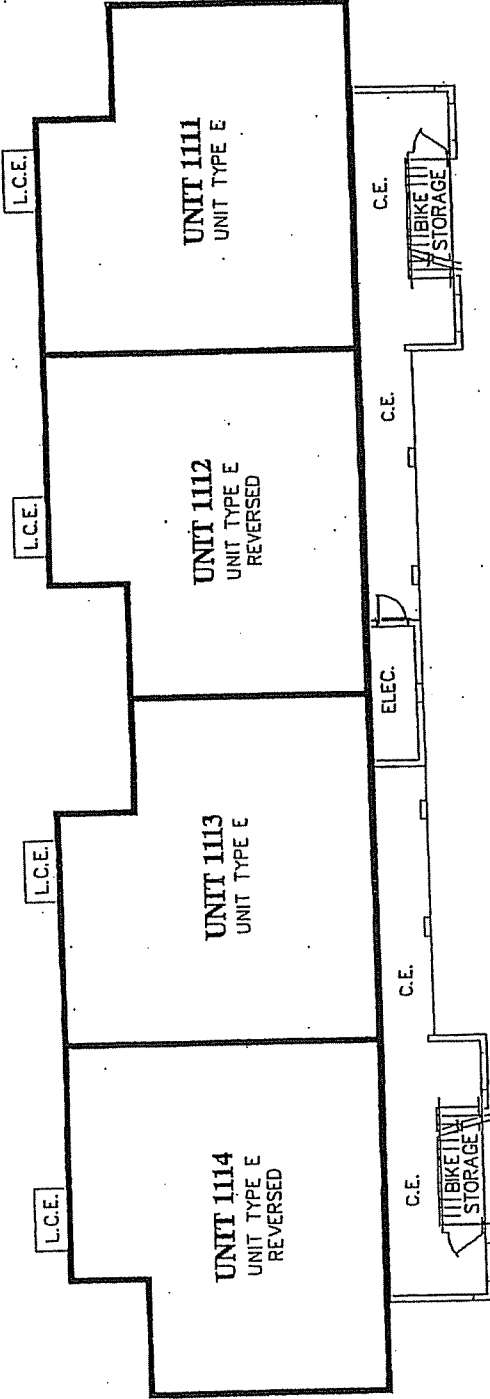 L.C.E.
L.C.E.
L.C.E.
L.C.E.
UNIT 1114
UNIT TYPE E
REVERSED
UNIT 1113
UNIT TYPE E
UNIT 1112
UNIT TYPE E
REVERSED
UNIT 1111
UNIT TYPE E
C.E.
BIKE
STORAGE
C.E.
ELEC.
C.E.
C.E.
BIKE
STORAGE